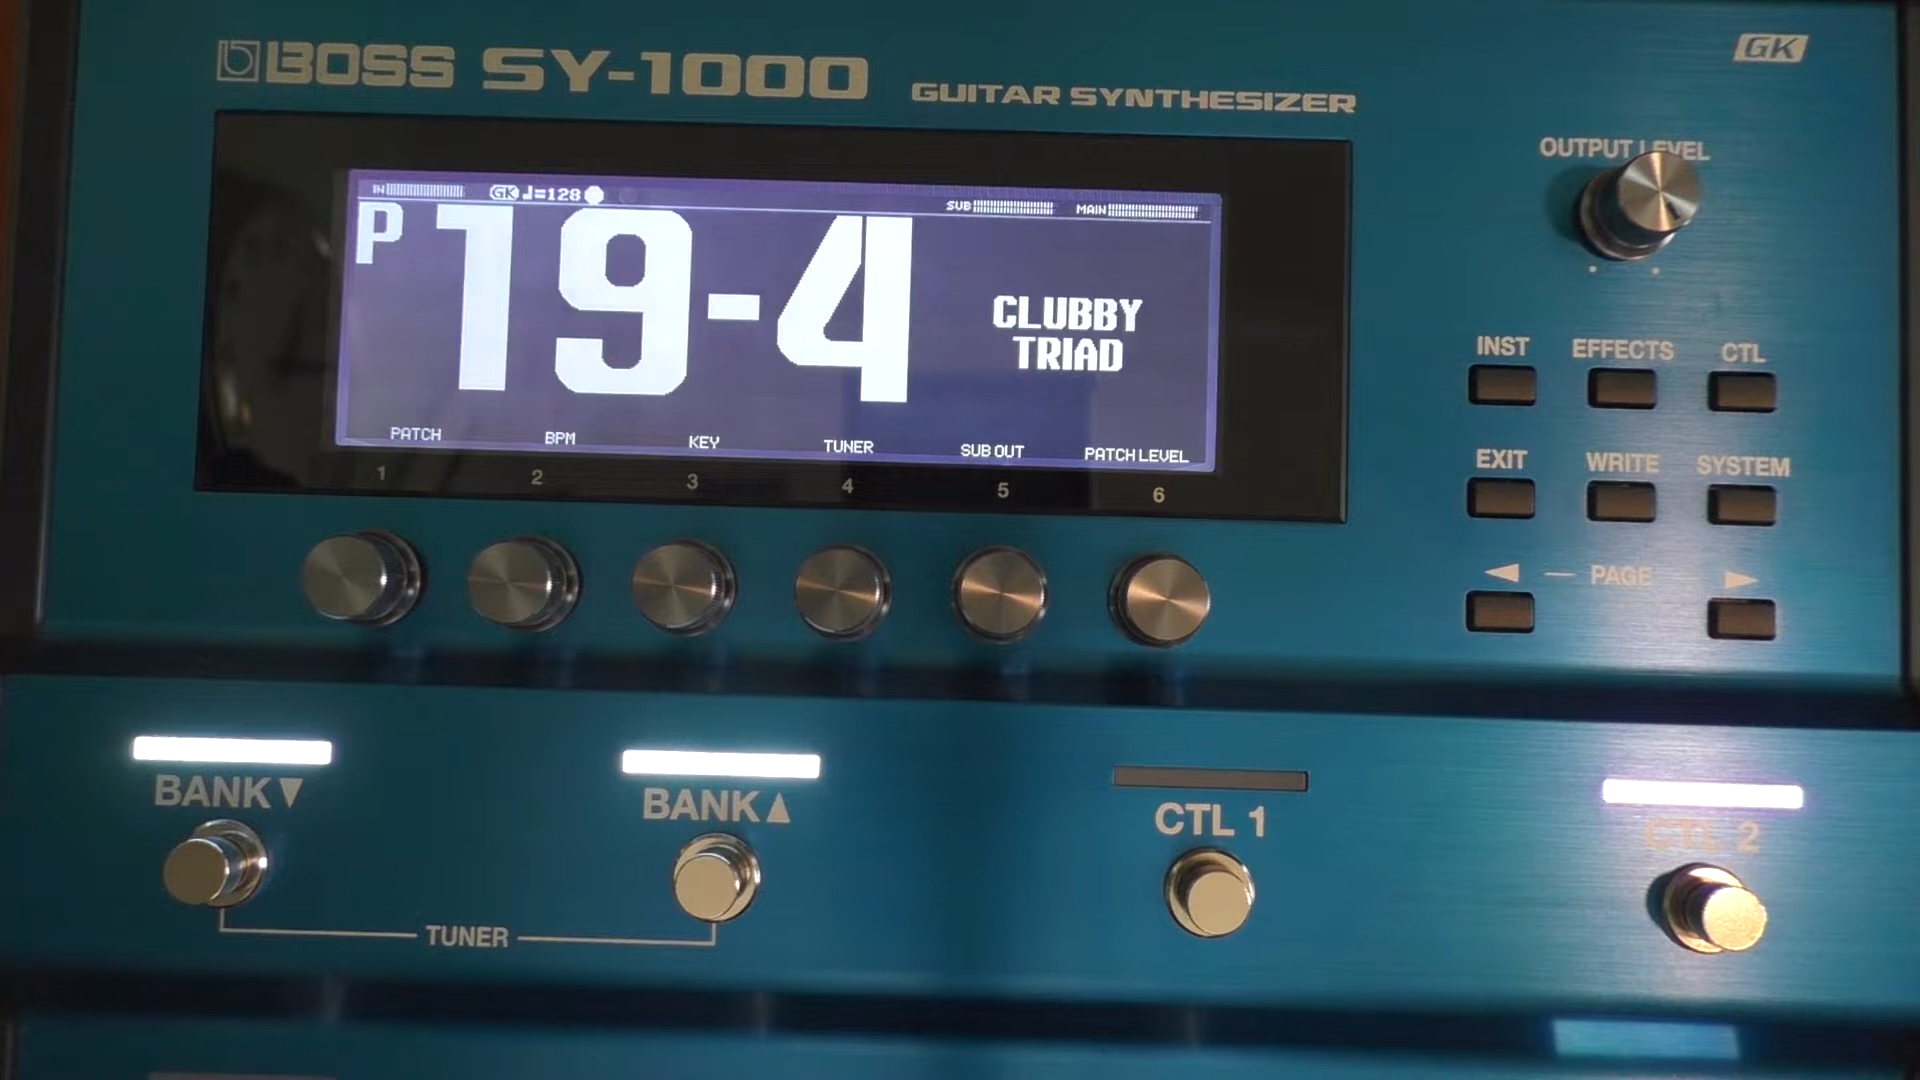 BOSS SY-1000 GUITAR SYNTHESIZER
GK
IN GK ♩=128 SUB MAIN
P 19-4
CLUBBY
TRIAD
PATCH BPM KEY TUNER SUB OUT PATCH LEVEL
1 2 3 4 5 6
OUTPUT LEVEL
INST EFFECTS CTL
EXIT WRITE SYSTEM
◀ — PAGE — ▶
BANK▼ BANK▲ CTL 1 CTL 2
TUNER